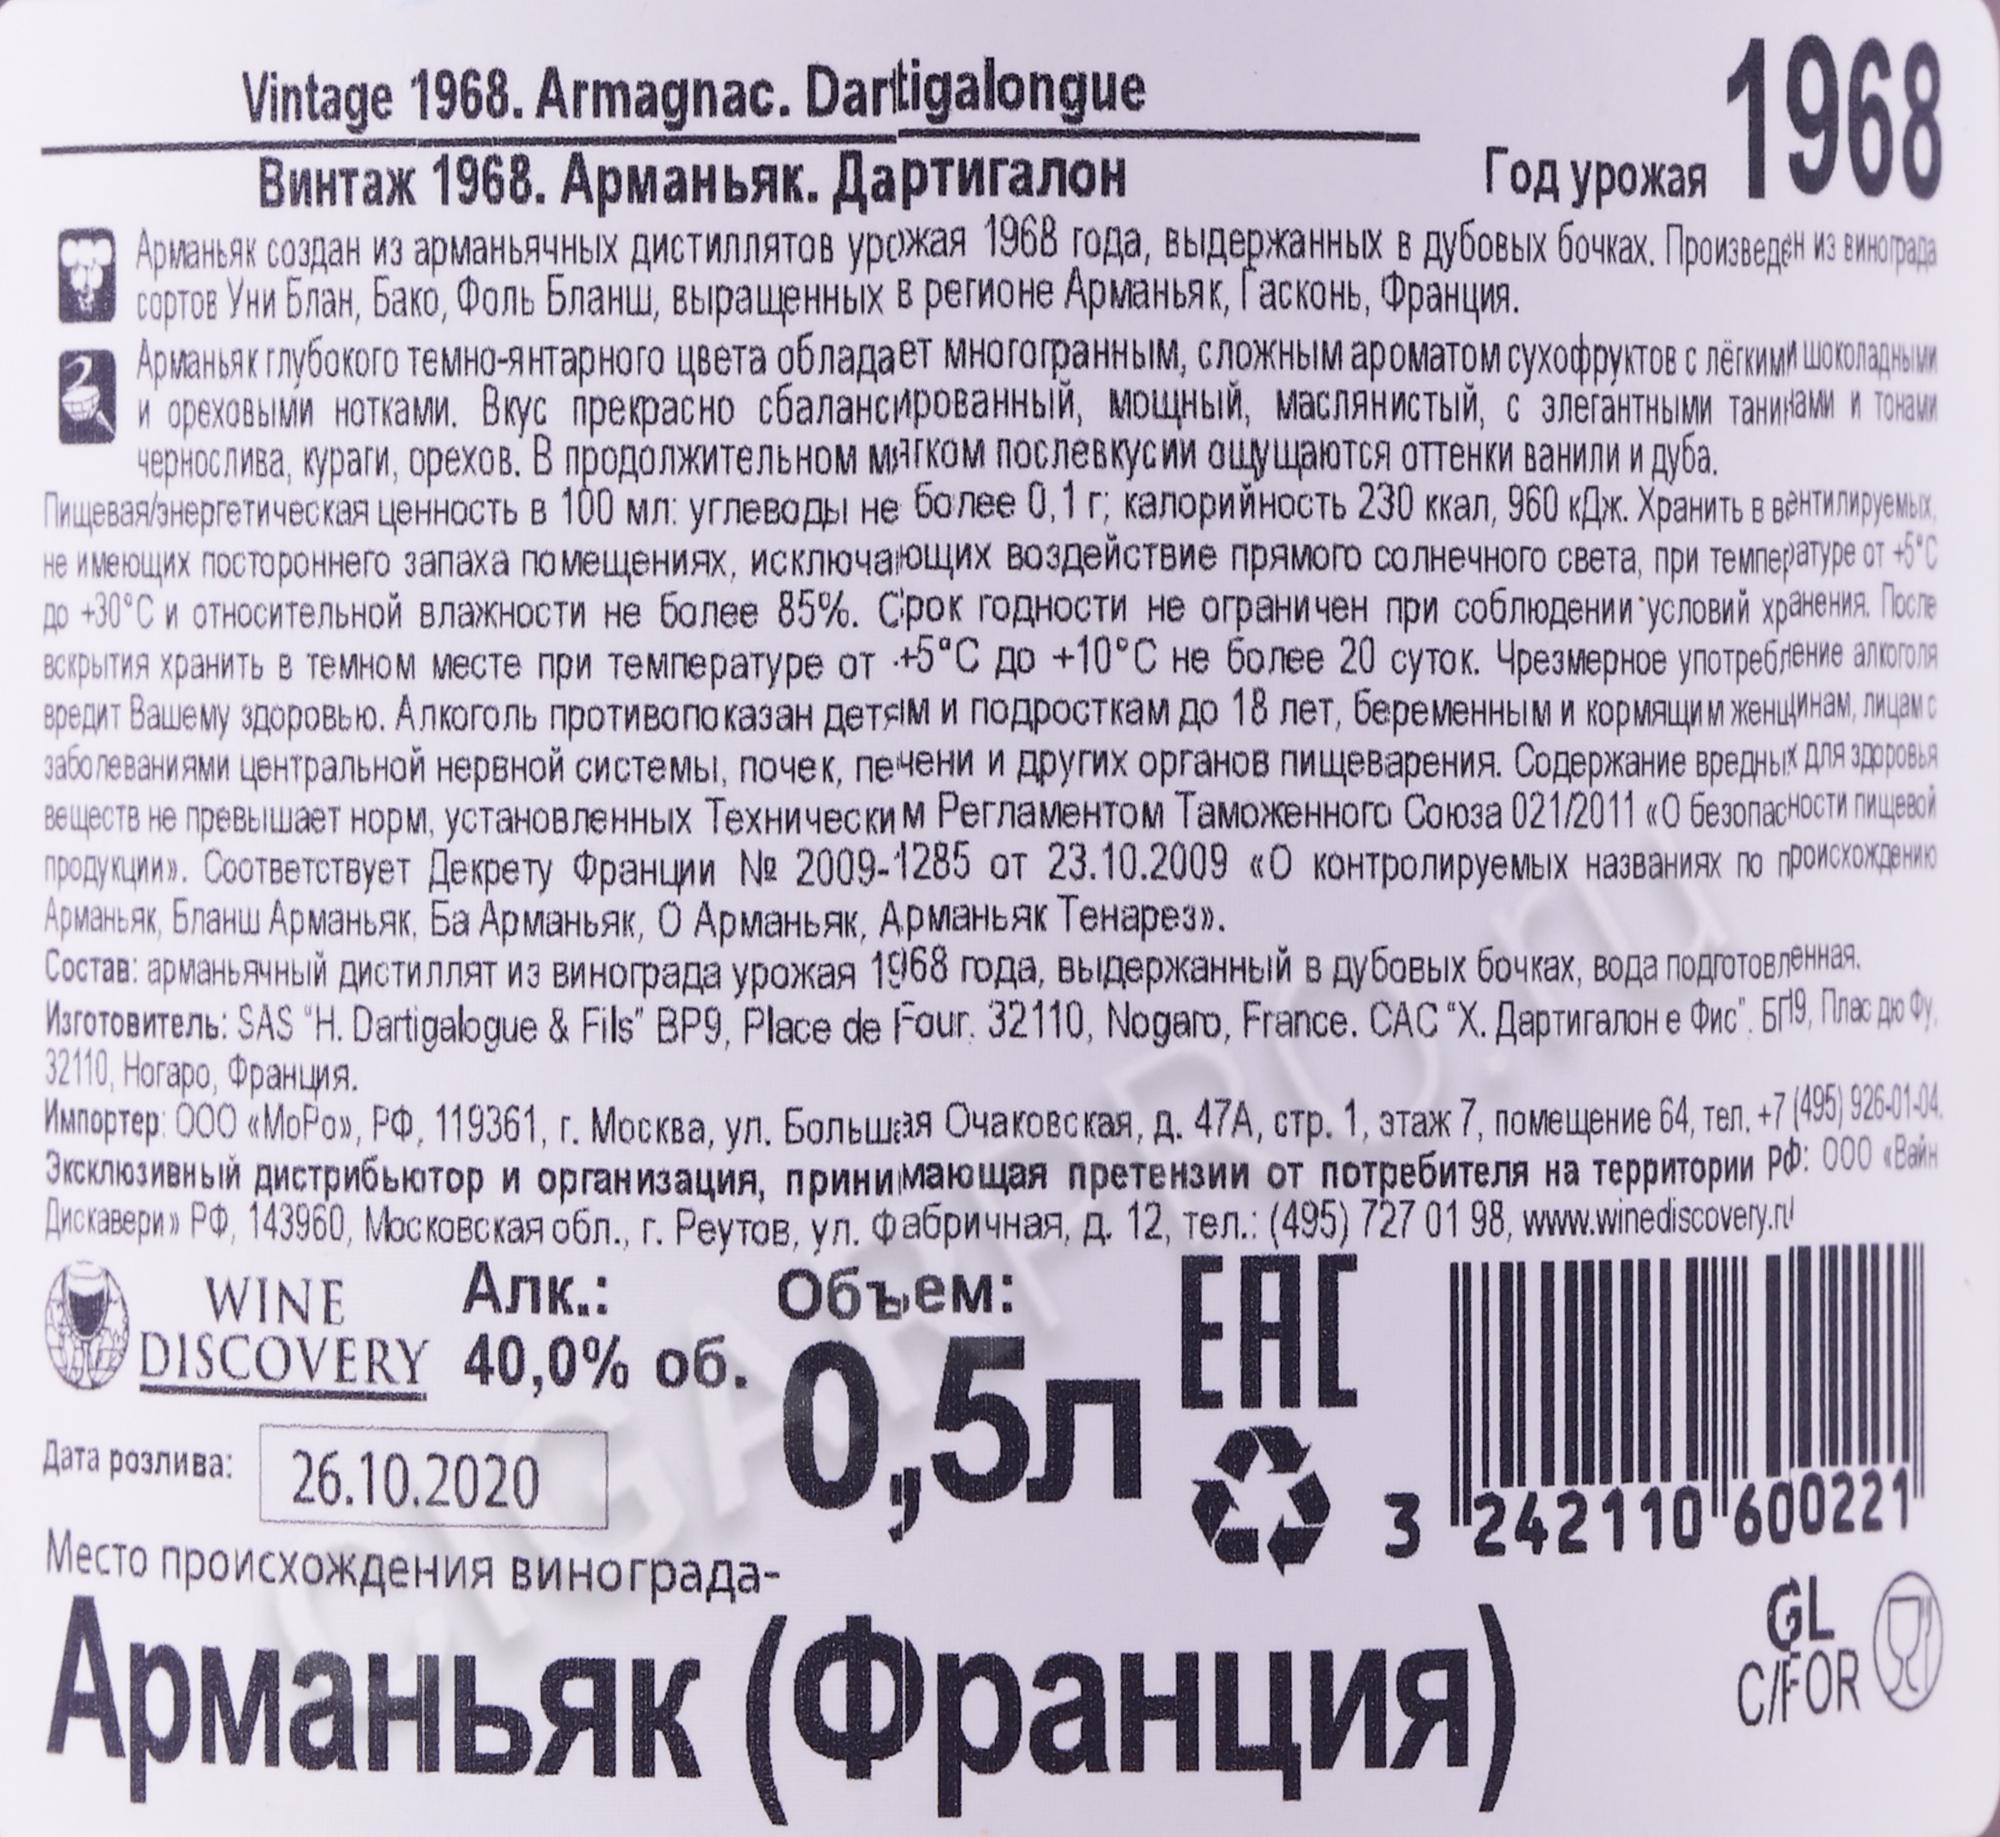 Vintage 1968. Armagnac. Dartigalongue
1968
Год урожая
Винтаж 1968. Арманьяк. Дартигалон
Арманьяк создан из арманьячных дистиллятов урожая 1968 года, выдержанных в дубовых бочках. Произведен из винограда
сортов Уни Блан, Бако, Фоль Бланш, выращенных в регионе Арманьяк, Гасконь, Франция.
Арманьяк глубокого темно-янтарного цвета обладает многогранным, сложным ароматом сухофруктов с лёгкими шоколадными
и ореховыми нотками. Вкус прекрасно сбалансированный, мощный, маслянистый, с элегантными танинами и тонами
чернослива, кураги, орехов. В продолжительном мягком послевкусии ощущаются оттенки ванили и дуба.
Пищевая/энергетическая ценность в 100 мл: углеводы не более 0,1 г; калорийность 230 ккал, 960 кДж. Хранить в вентилируемых,
не имеющих постороннего запаха помещениях, исключающих воздействие прямого солнечного света, при температуре от +5°С
до +30°С и относительной влажности не более 85%. Срок годности не ограничен при соблюдении условий хранения. После
вскрытия хранить в темном месте при температуре от +5°С до +10°С не более 20 суток. Чрезмерное употребление алкоголя
вредит Вашему здоровью. Алкоголь противопоказан детям и подросткам до 18 лет, беременным и кормящим женщинам, лицам с
заболеваниями центральной нервной системы, почек, печени и других органов пищеварения. Содержание вредных для здоровья
веществ не превышает норм, установленных Техническим Регламентом Таможенного Союза 021/2011 «О безопасности пищевой
продукции». Соответствует Декрету Франции № 2009-1285 от 23.10.2009 «О контролируемых названиях по происхождению
Арманьяк, Бланш Арманьяк, Ба Арманьяк, О Арманьяк, Арманьяк Тенарез».
Состав: арманьячный дистиллят из винограда урожая 1968 года, выдержанный в дубовых бочках, вода подготовленная.
Изготовитель: SAS "H. Dartigalogue & Fils" BP9, Place de Four. 32110, Nogaro, France. САС "Х. Дартигалон е Фис". БП9, Плас дю Фу,
32110, Ногаро, Франция.
Импортер: ООО «МоРо», РФ, 119361, г. Москва, ул. Большая Очаковская, д. 47А, стр. 1, этаж 7, помещение 64, тел. +7 (495) 926-01-04.
Эксклюзивный дистрибьютор и организация, принимающая претензии от потребителя на территории РФ: ООО «Вайн
Дискавери» РФ, 143960, Московская обл., г. Реутов, ул. Фабричная, д. 12, тел.: (495) 727 01 98, www.winediscovery.ru
WINE
DISCOVERY
Алк.:
40,0% об.
Объем:
0,5л
EAC
3 242110 600221
Дата розлива: 26.10.2020
Место происхождения винограда-
Арманьяк (Франция)
GL
C/FOR
CIGARPRO.ru